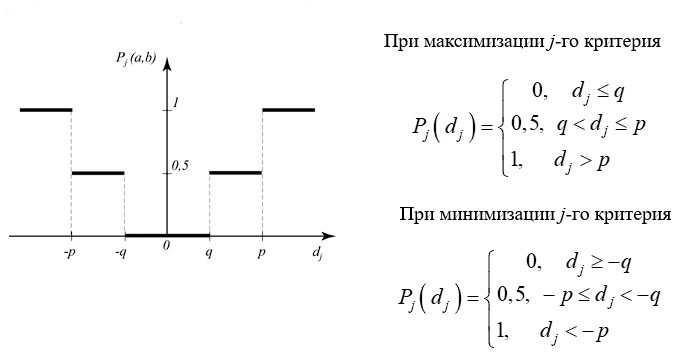 P_j (a,b)
1
0,5
-p -q 0 q p d_j
При максимизации j-го критерия
P_j(d_j) = { 0, d_j ≤ q
0,5, q < d_j ≤ p
1, d_j > p
При минимизации j-го критерия
P_j(d_j) = { 0, d_j ≥ -q
0,5, -p ≤ d_j < -q
1, d_j < -p